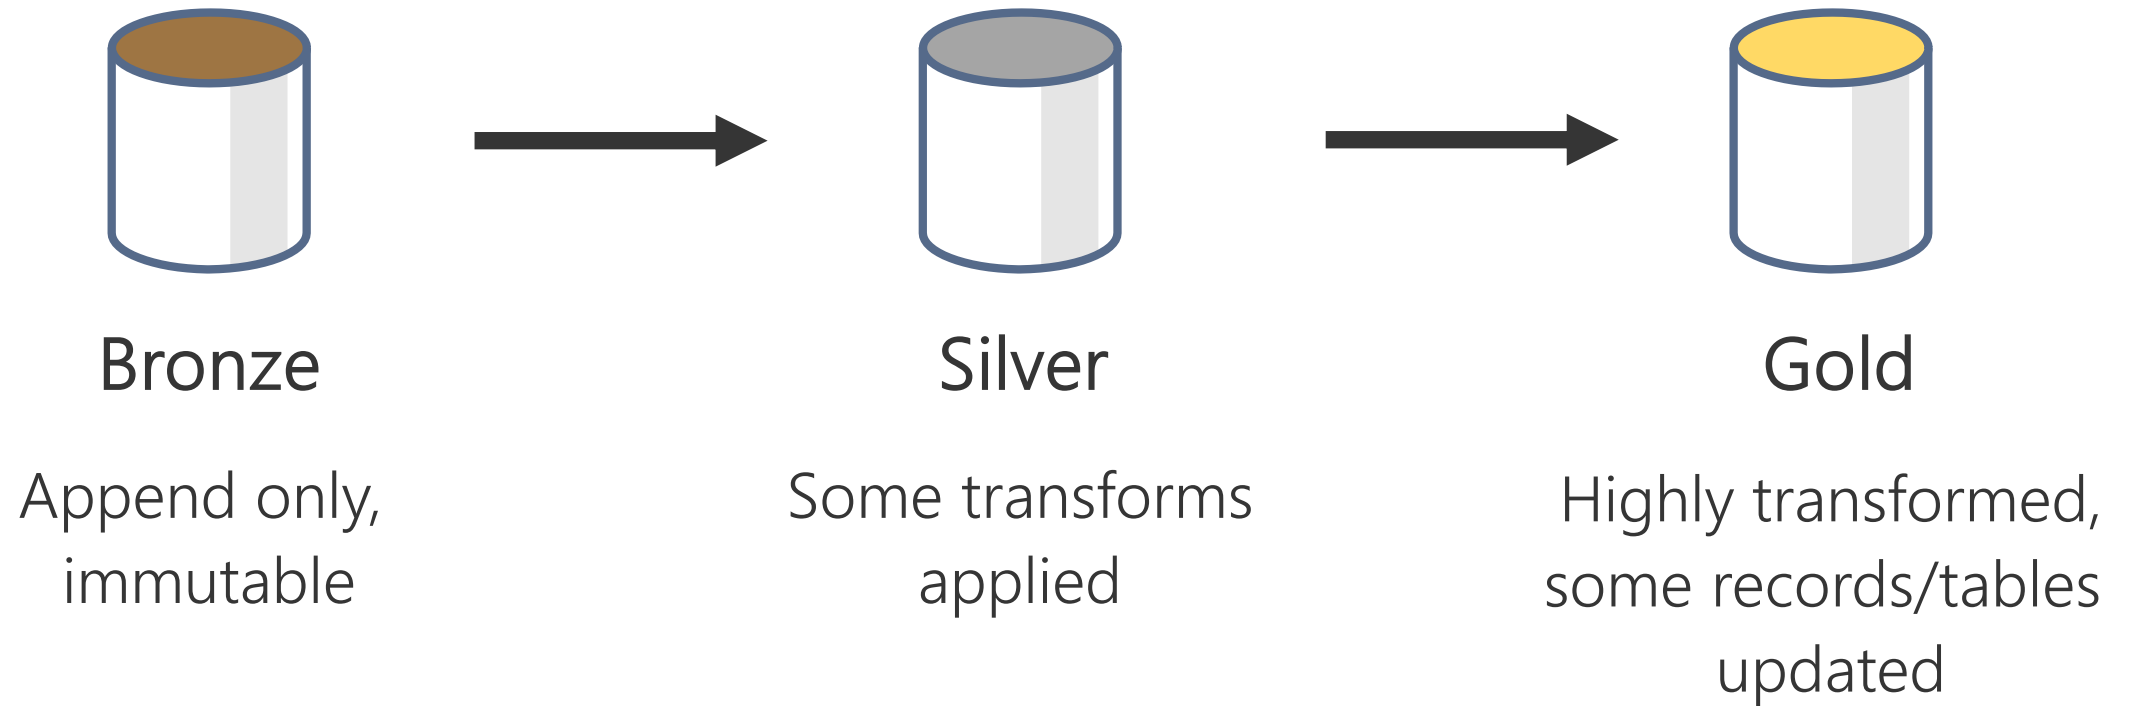 Bronze
Append only,
immutable
Silver
Some transforms
applied
Gold
Highly transformed,
some records/tables
updated